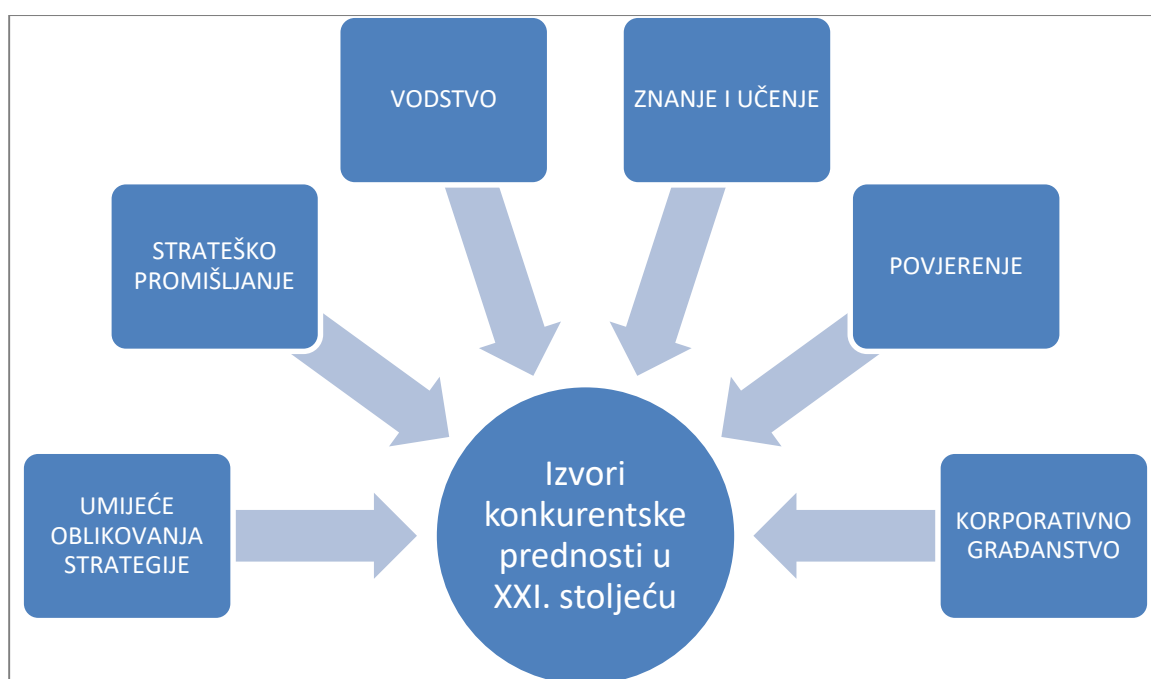 VODSTVO
ZNANJE I UČENJE
STRATEŠKO
PROMIŠLJANJE
POVJERENJE
UMIJEĆE
OBLIKOVANJA
STRATEGIJE
Izvori
konkurentske
prednosti u
XXI. stoljeću
KORPORATIVNO
GRAĐANSTVO